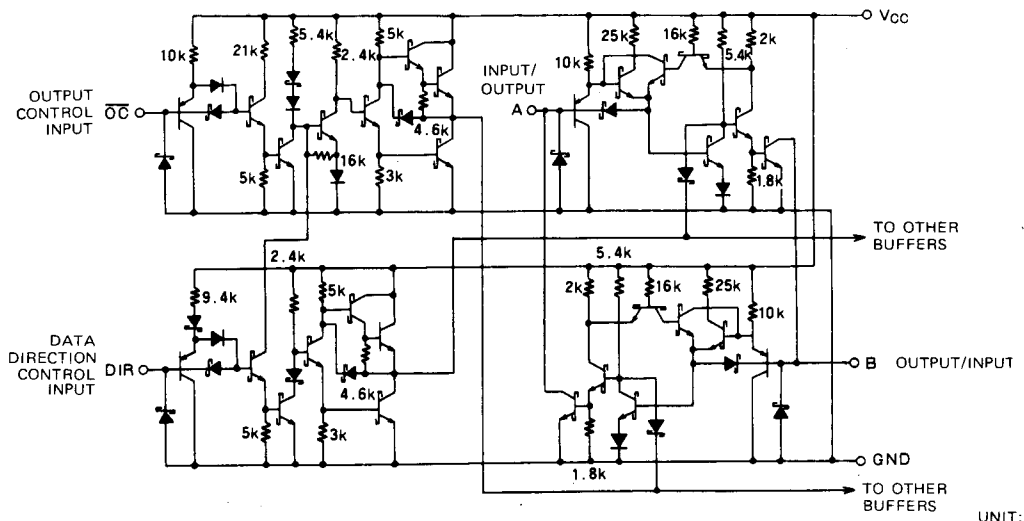 VCC
10k
21k
5.4k
2.4k
5k
OUTPUT
CONTROL
INPUT
OC
4.6k
5k
16k
3k
INPUT/
OUTPUT
A
10k
25k
16k
5.4k
2k
1.8k
TO OTHER
BUFFERS
DATA
DIRECTION
CONTROL
INPUT
DIR
9.4k
2.4k
5k
4.6k
5k
3k
5.4k
2k
16k
25k
10k
B OUTPUT/INPUT
1.8k
GND
TO OTHER
BUFFERS
UNIT: